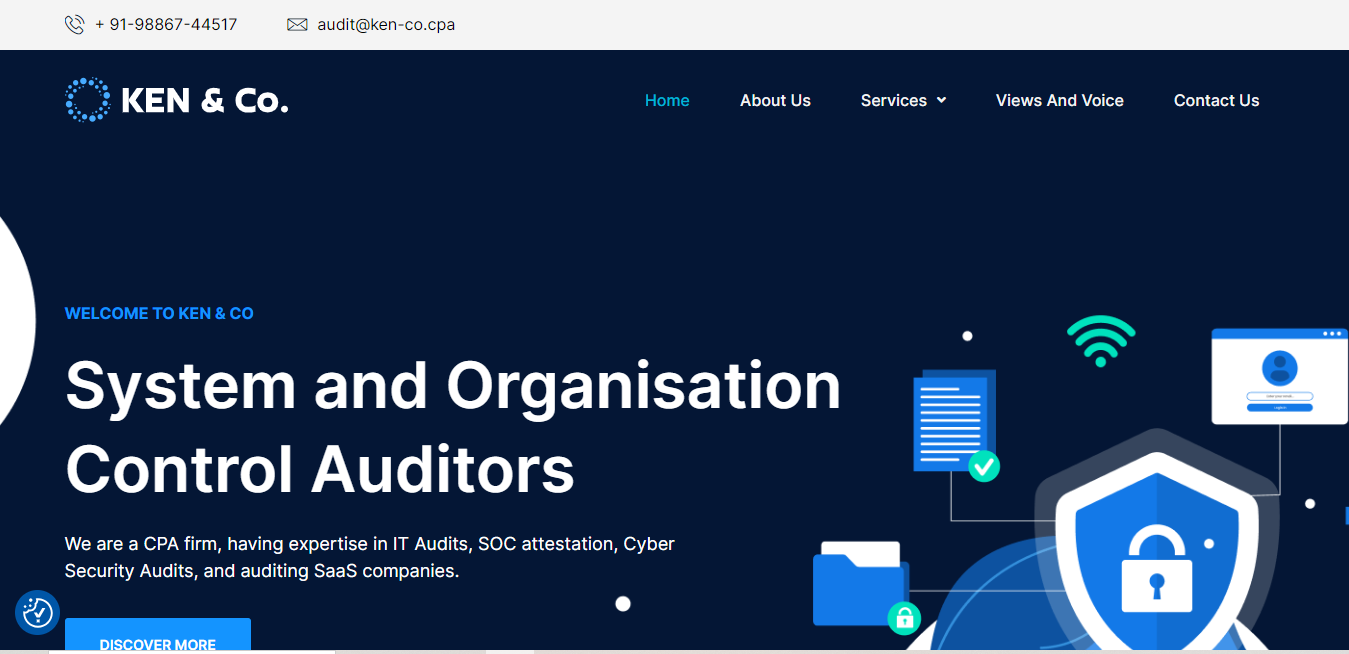 + 91-98867-44517
audit@ken-co.cpa
KEN & Co.
Home
About Us
Services
Views And Voice
Contact Us
WELCOME TO KEN & CO
System and Organisation
Control Auditors
We are a CPA firm, having expertise in IT Audits, SOC attestation, Cyber
Security Audits, and auditing SaaS companies.
DISCOVER MORE